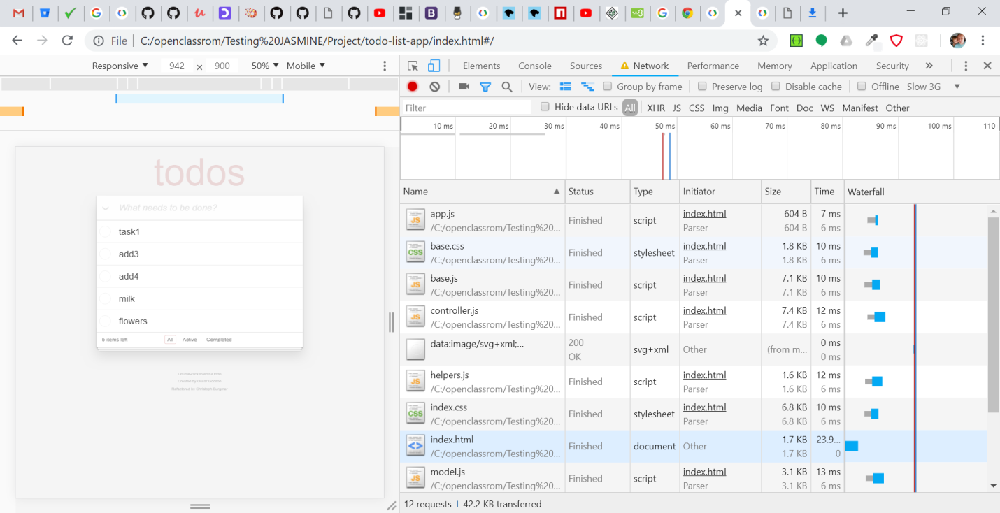 File C:/openclassrom/Testing%20JASMINE/Project/todo-list-app/index.html#/
Responsive ▼ 942 × 900 50% ▼ Mobile ▼
Elements Console Sources Network Performance Memory Application Security »
View: Group by frame Preserve log Disable cache Offline Slow 3G ▼
Filter Hide data URLs All XHR JS CSS Img Media Font Doc WS Manifest Other
10 ms 20 ms 30 ms 40 ms 50 ms 60 ms 70 ms 80 ms 90 ms 100 ms 110
todos
What needs to be done?
task1
add3
add4
milk
flowers
5 items left All Active Completed
Double-click to edit a todo
Created by Oscar Godson
Refactored by Christoph Burgmer
Name Status Type Initiator Size Time Waterfall
app.js Finished script index.html 604 B 7 ms
/C:/openclassrom/Testing%20... Parser 604 B 6 ms
base.css Finished stylesheet index.html 1.8 KB 10 ms
/C:/openclassrom/Testing%20... Parser 1.8 KB 6 ms
base.js Finished script index.html 7.1 KB 10 ms
/C:/openclassrom/Testing%20... Parser 7.1 KB 6 ms
controller.js Finished script index.html 7.4 KB 12 ms
/C:/openclassrom/Testing%20... Parser 7.4 KB 6 ms
data:image/svg+xml;... 200 svg+xml Other (from m... 0 ms
OK 0 ms
helpers.js Finished script index.html 1.6 KB 12 ms
/C:/openclassrom/Testing%20... Parser 1.6 KB 6 ms
index.css Finished stylesheet index.html 6.8 KB 10 ms
/C:/openclassrom/Testing%20... Parser 6.8 KB 6 ms
index.html Finished document Other 1.7 KB 23.9...
/C:/openclassrom/Testing%20... 1.7 KB 0
model.js Finished script index.html 3.1 KB 13 ms
/C:/openclassrom/Testing%20... Parser 3.1 KB 6 ms
12 requests | 42.2 KB transferred